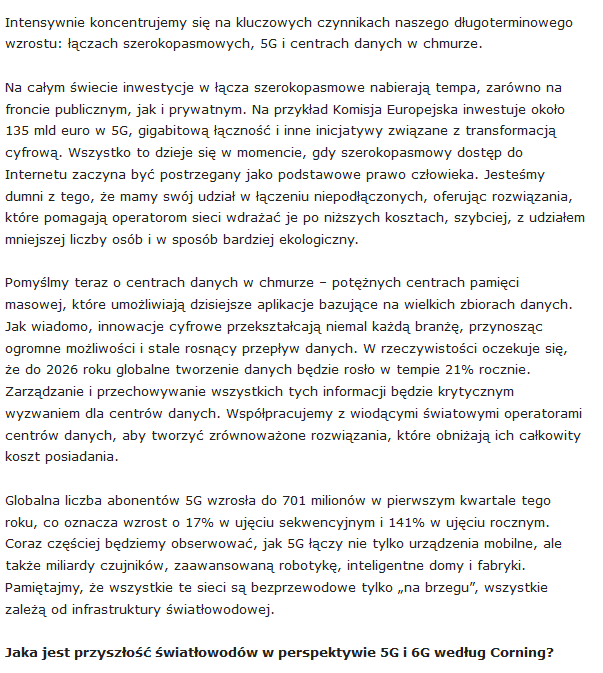 Intensywnie koncentrujemy się na kluczowych czynnikach naszego długoterminowego
wzrostu: łączach szerokopasmowych, 5G i centrach danych w chmurze.
Na całym świecie inwestycje w łącza szerokopasmowe nabierają tempa, zarówno na
froncie publicznym, jak i prywatnym. Na przykład Komisja Europejska inwestuje około
135 mld euro w 5G, gigabitową łączność i inne inicjatywy związane z transformacją
cyfrową. Wszystko to dzieje się w momencie, gdy szerokopasmowy dostęp do
Internetu zaczyna być postrzegany jako podstawowe prawo człowieka. Jesteśmy
dumni z tego, że mamy swój udział w łączeniu niepodłączonych, oferując rozwiązania,
które pomagają operatorom sieci wdrażać je po niższych kosztach, szybciej, z udziałem
mniejszej liczby osób i w sposób bardziej ekologiczny.
Pomyślmy teraz o centrach danych w chmurze – potężnych centrach pamięci
masowej, które umożliwiają dzisiejsze aplikacje bazujące na wielkich zbiorach danych.
Jak wiadomo, innowacje cyfrowe przekształcają niemal każdą branżę, przynosząc
ogromne możliwości i stale rosnący przepływ danych. W rzeczywistości oczekuje się,
że do 2026 roku globalne tworzenie danych będzie rosło w tempie 21% rocznie.
Zarządzanie i przechowywanie wszystkich tych informacji będzie krytycznym
wyzwaniem dla centrów danych. Współpracujemy z wiodącymi światowymi operatorami
centrów danych, aby tworzyć zrównoważone rozwiązania, które obniżają ich całkowity
koszt posiadania.
Globalna liczba abonentów 5G wzrosła do 701 milionów w pierwszym kwartale tego
roku, co oznacza wzrost o 17% w ujęciu sekwencyjnym i 141% w ujęciu rocznym.
Coraz częściej będziemy obserwować, jak 5G łączy nie tylko urządzenia mobilne, ale
także miliardy czujników, zaawansowaną robotykę, inteligentne domy i fabryki.
Pamiętajmy, że wszystkie te sieci są bezprzewodowe tylko „na brzegu”, wszystkie
zależą od infrastruktury światłowodowej.
Jaka jest przyszłość światłowodów w perspektywie 5G i 6G według Corning?